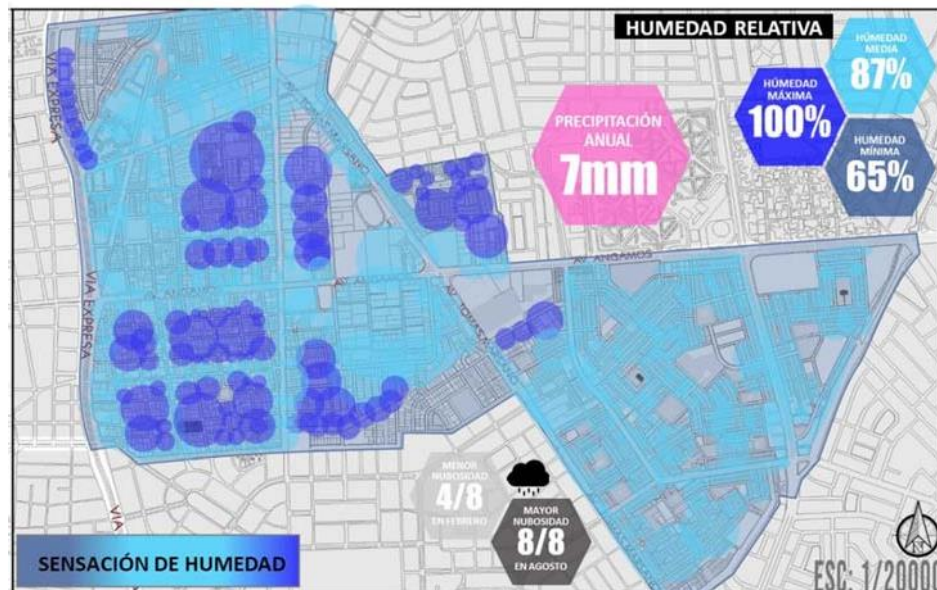 HUMEDAD RELATIVA
HÚMEDAD
MEDIA
87%
HÚMEDAD
MÁXIMA
100%
HUMEDAD
MÍNIMA
65%
PRECIPITACIÓN
ANUAL
7mm
VIA EXPRESA
VIA EXPRESA
VIA
AV. ANGAMOS
AV. ANGAMOS
MENOR
NUBOSIDAD
4/8
EN FEBRERO
MAYOR
NUBOSIDAD
8/8
EN AGOSTO
SENSACIÓN DE HUMEDAD
ESC: 1/20000